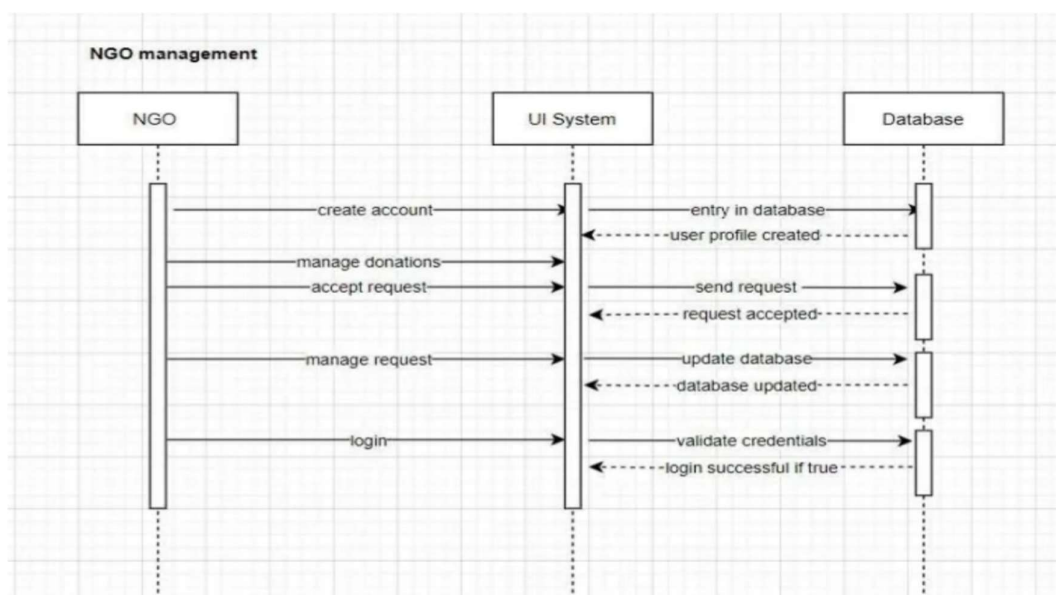 NGO management
NGO
UI System
Database
create account
entry in database
user profile created
manage donations
accept request
send request
request accepted
manage request
update database
database updated
login
validate credentials
login successful if true